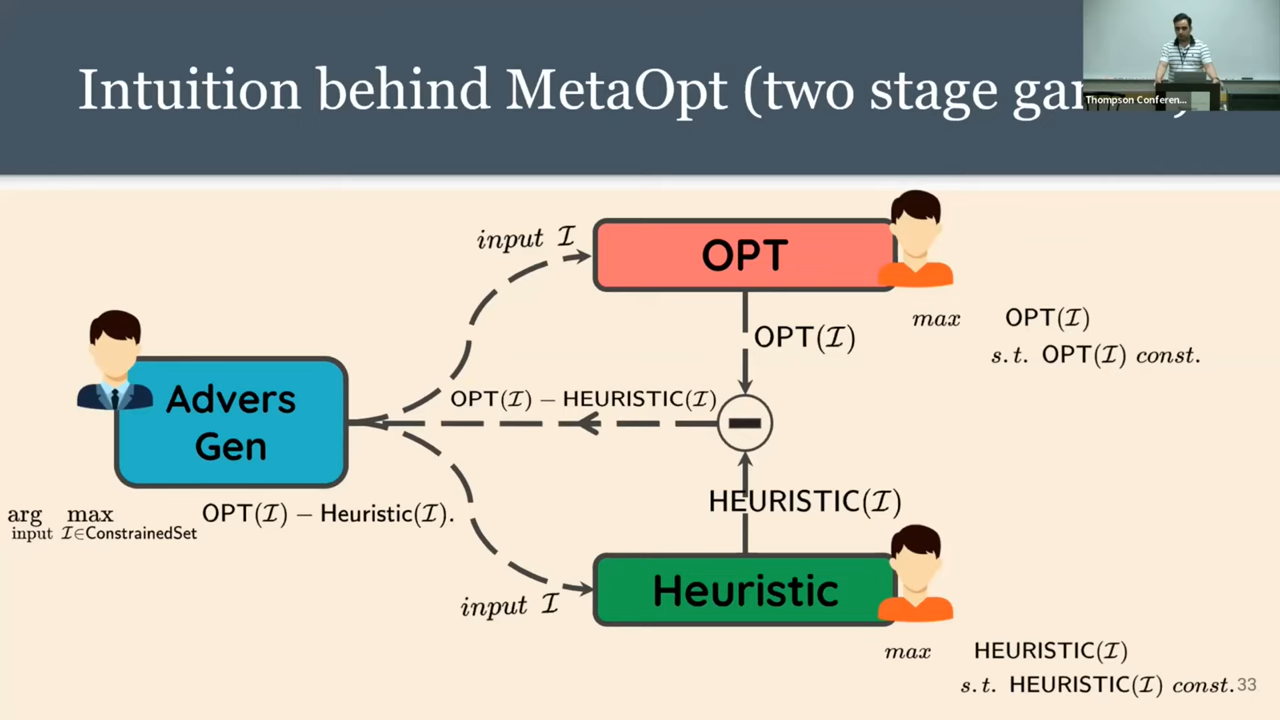 Intuition behind MetaOpt (two stage
Thompson Conferen...
input I
OPT
OPT(I)
max OPT(I)
s.t. OPT(I) const.
Advers
Gen
OPT(I) − HEURISTIC(I)
arg max OPT(I) − Heuristic(I).
input I∈ConstrainedSet
HEURISTIC(I)
Heuristic
input I
max HEURISTIC(I)
s.t. HEURISTIC(I) const.
33